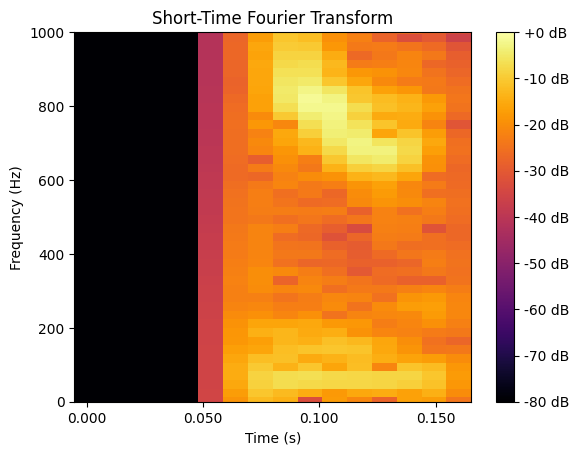 Short-Time Fourier Transform
1000
800
600
400
200
0
Frequency (Hz)
0.000
0.050
0.100
0.150
Time (s)
+0 dB
-10 dB
-20 dB
-30 dB
-40 dB
-50 dB
-60 dB
-70 dB
-80 dB